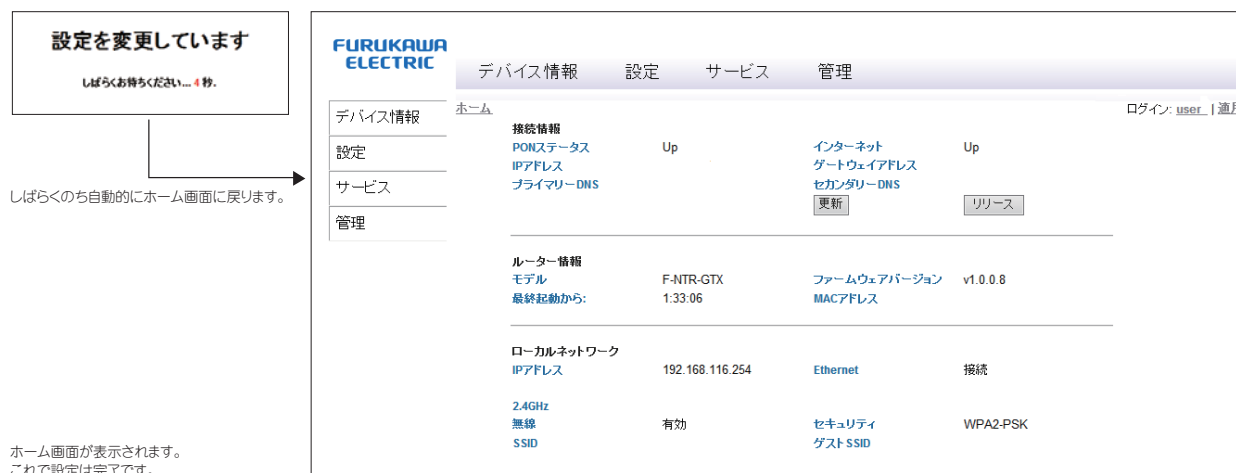 設定を変更しています
しばらくお待ちください... 4 秒.
しばらくのち自動的にホーム画面に戻ります。
ホーム画面が表示されます。
これで設定は完了です。
FURUKAWA
ELECTRIC
デバイス情報 設定 サービス 管理
デバイス情報
設定
サービス
管理
ホーム
ログイン: user |
接続情報
PONステータス Up インターネット Up
IPアドレス ゲートウェイアドレス
プライマリーDNS セカンダリーDNS
更新 リリース
ルーター情報
モデル F-NTR-GTX ファームウェアバージョン v1.0.0.8
最終起動から: 1:33:06 MACアドレス
ローカルネットワーク
IPアドレス 192.168.116.254 Ethernet 接続
2.4GHz
無線 有効 セキュリティ WPA2-PSK
SSID ゲストSSID